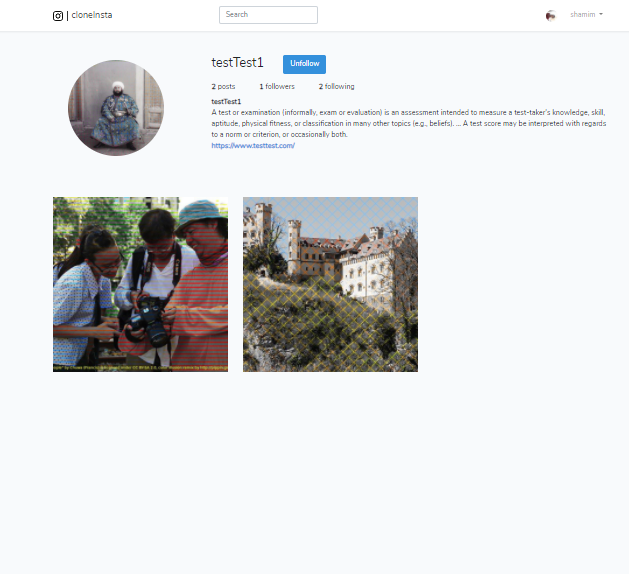 | cloneInsta
Search
shamim
testTest1
Unfollow
2 posts 1 followers 2 following
testTest1
A test or examination (informally, exam or evaluation) is an assessment intended to measure a test-taker's knowledge, skill,
aptitude, physical fitness, or classification in many other topics (e.g., beliefs). ... A test score may be interpreted with regards
to a norm or criterion, or occasionally both.
https://www.testtest.com/